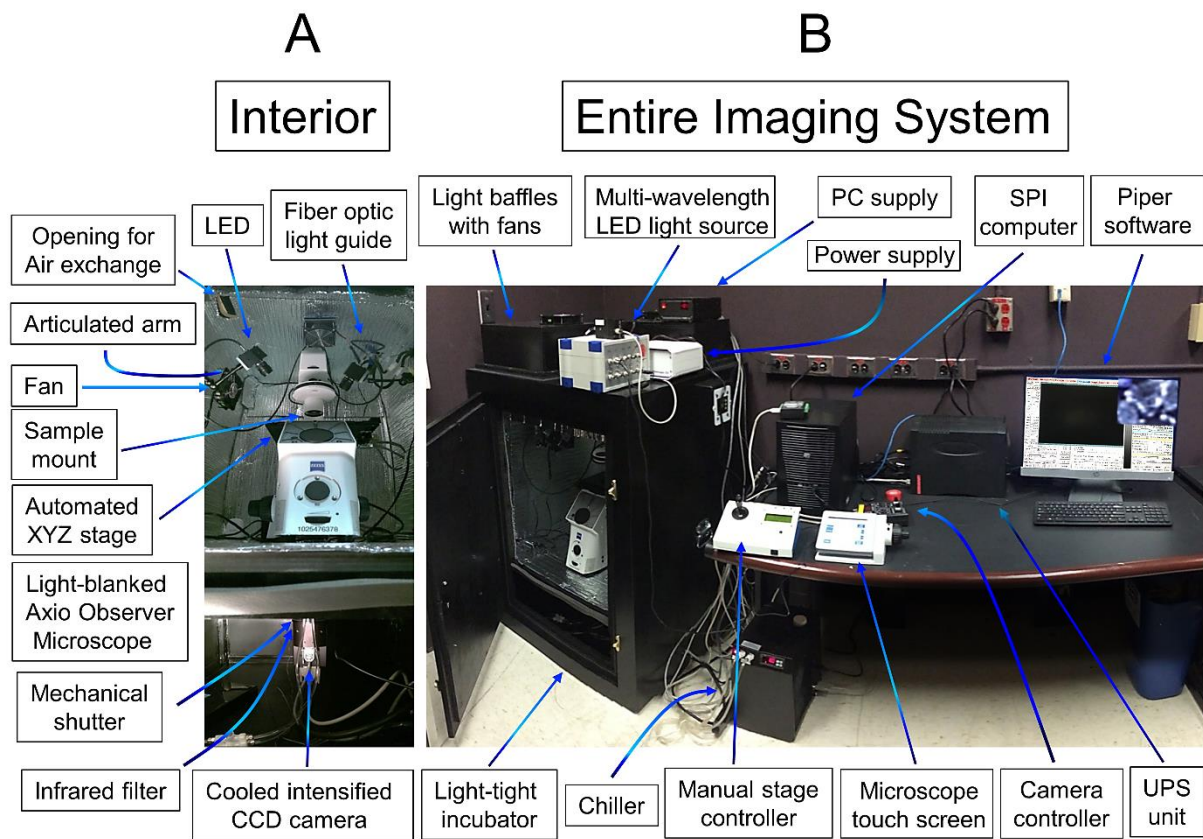 A
B
Interior
Entire Imaging System
Opening for
Air exchange
LED
Fiber optic
light guide
Light baffles
with fans
Multi-wavelength
LED light source
PC supply
Power supply
SPI
computer
Piper
software
Articulated arm
Fan
Sample
mount
Automated
XYZ stage
Light-blanked
Axio Observer
Microscope
Mechanical
shutter
Infrared filter
Cooled intensified
CCD camera
Light-tight
incubator
Chiller
Manual stage
controller
Microscope
touch screen
Camera
controller
UPS
unit
ZEISS
1025476378